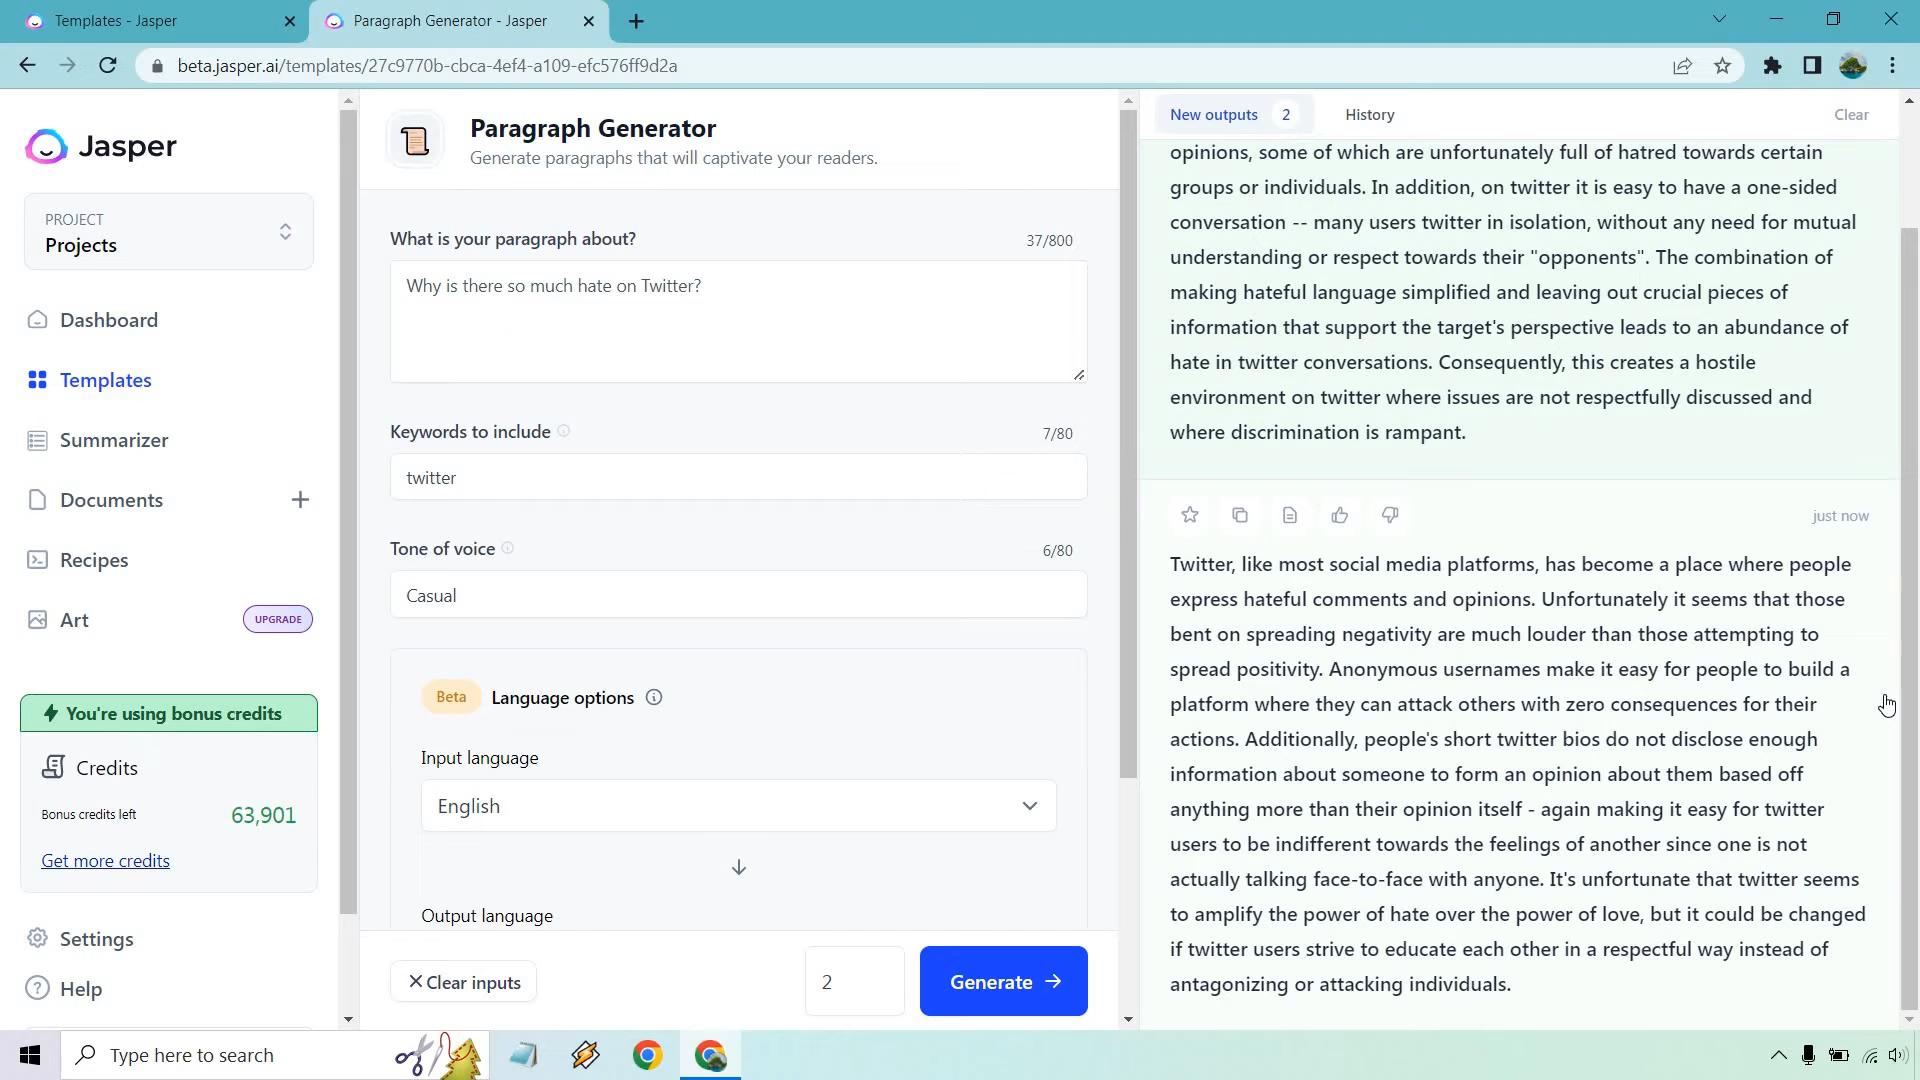 Templates - Jasper
Paragraph Generator - Jasper
beta.jasper.ai/templates/27c9770b-cbca-4ef4-a109-efc576ff9d2a
Jasper
PROJECT
Projects
Dashboard
Templates
Summarizer
Documents
Recipes
Art
UPGRADE
You're using bonus credits
Credits
Bonus credits left
63,901
Get more credits
Settings
Help
Paragraph Generator
Generate paragraphs that will captivate your readers.
What is your paragraph about?
37/800
Why is there so much hate on Twitter?
Keywords to include
7/80
twitter
Tone of voice
6/80
Casual
Beta
Language options
Input language
English
Output language
Clear inputs
2
Generate
New outputs
2
History
Clear
opinions, some of which are unfortunately full of hatred towards certain
groups or individuals. In addition, on twitter it is easy to have a one-sided
conversation -- many users twitter in isolation, without any need for mutual
understanding or respect towards their "opponents". The combination of
making hateful language simplified and leaving out crucial pieces of
information that support the target's perspective leads to an abundance of
hate in twitter conversations. Consequently, this creates a hostile
environment on twitter where issues are not respectfully discussed and
where discrimination is rampant.
just now
Twitter, like most social media platforms, has become a place where people
express hateful comments and opinions. Unfortunately it seems that those
bent on spreading negativity are much louder than those attempting to
spread positivity. Anonymous usernames make it easy for people to build a
platform where they can attack others with zero consequences for their
actions. Additionally, people's short twitter bios do not disclose enough
information about someone to form an opinion about them based off
anything more than their opinion itself - again making it easy for twitter
users to be indifferent towards the feelings of another since one is not
actually talking face-to-face with anyone. It's unfortunate that twitter seems
to amplify the power of hate over the power of love, but it could be changed
if twitter users strive to educate each other in a respectful way instead of
antagonizing or attacking individuals.
Type here to search